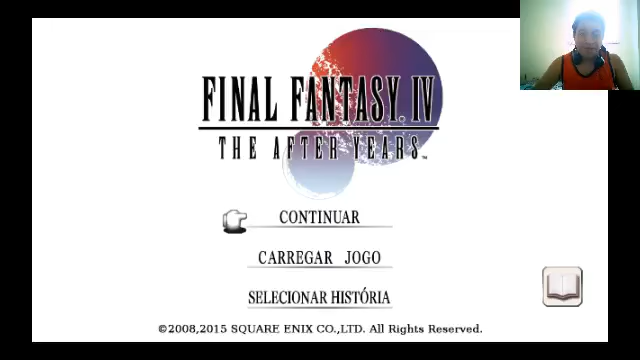 FINAL FANTASY IV
THE AFTER YEARS™
CONTINUAR
CARREGAR JOGO
SELECIONAR HISTÓRIA
©2008,2015 SQUARE ENIX CO.,LTD. All Rights Reserved.